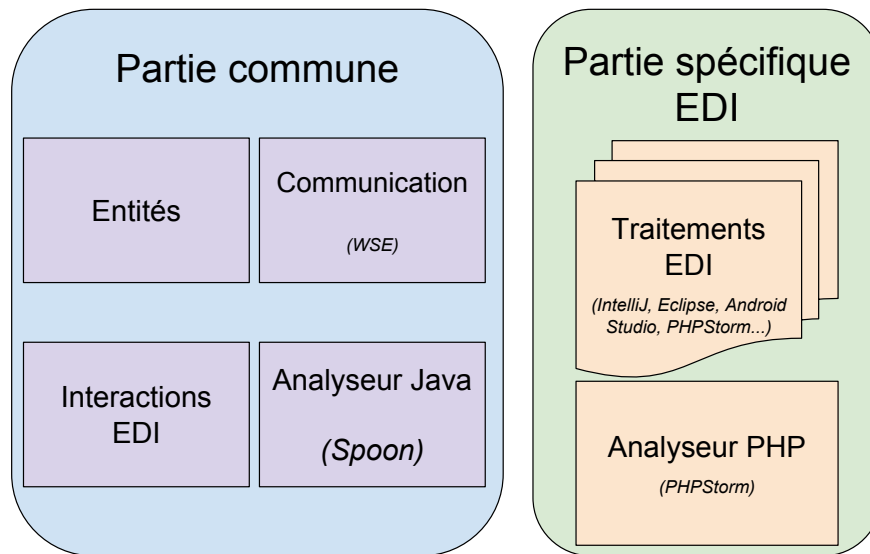 Partie commune
Entités
Communication
(WSE)
Interactions
EDI
Analyseur Java
(Spoon)
Partie spécifique
EDI
Traitements
EDI
(IntelliJ, Eclipse, Android
Studio, PHPStorm...)
Analyseur PHP
(PHPStorm)